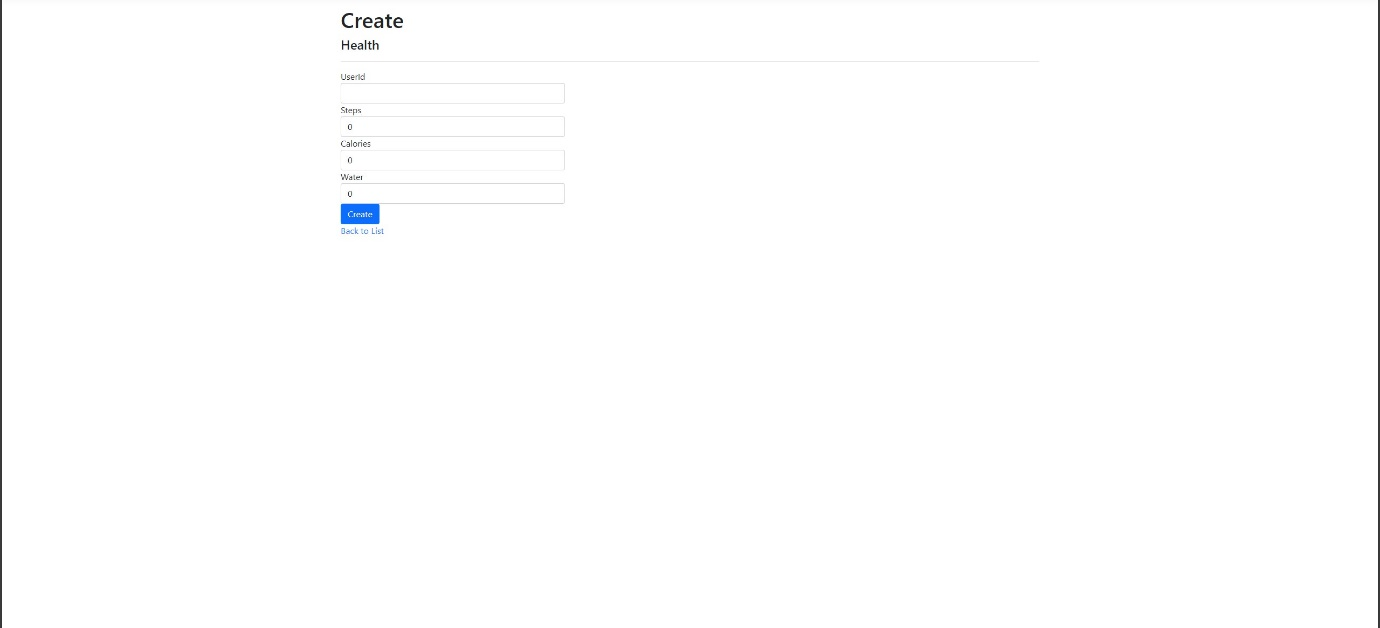 Create
Health
UserId
Steps
0
Calories
0
Water
0
Create
Back to List